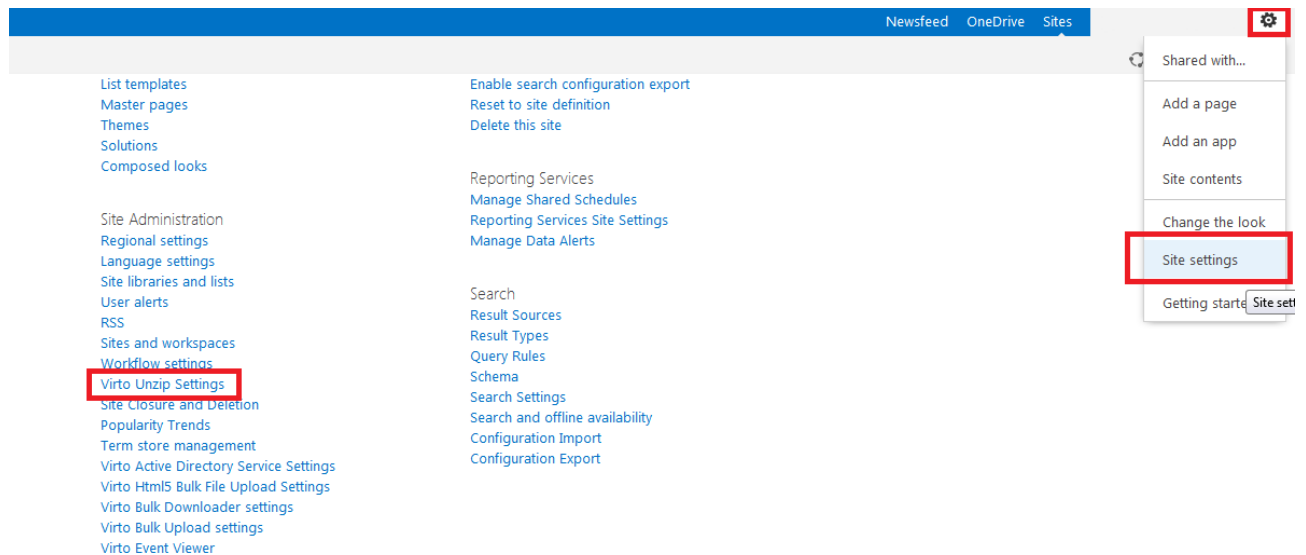 Newsfeed OneDrive Sites
List templates
Master pages
Themes
Solutions
Composed looks
Site Administration
Regional settings
Language settings
Site libraries and lists
User alerts
RSS
Sites and workspaces
Workflow settings
Virto Unzip Settings
Site Closure and Deletion
Popularity Trends
Term store management
Virto Active Directory Service Settings
Virto Html5 Bulk File Upload Settings
Virto Bulk Downloader settings
Virto Bulk Upload settings
Virto Event Viewer
Enable search configuration export
Reset to site definition
Delete this site
Reporting Services
Manage Shared Schedules
Reporting Services Site Settings
Manage Data Alerts
Search
Result Sources
Result Types
Query Rules
Schema
Search Settings
Search and offline availability
Configuration Import
Configuration Export
Shared with...
Add a page
Add an app
Site contents
Change the look
Site settings
Getting starte
Site sett